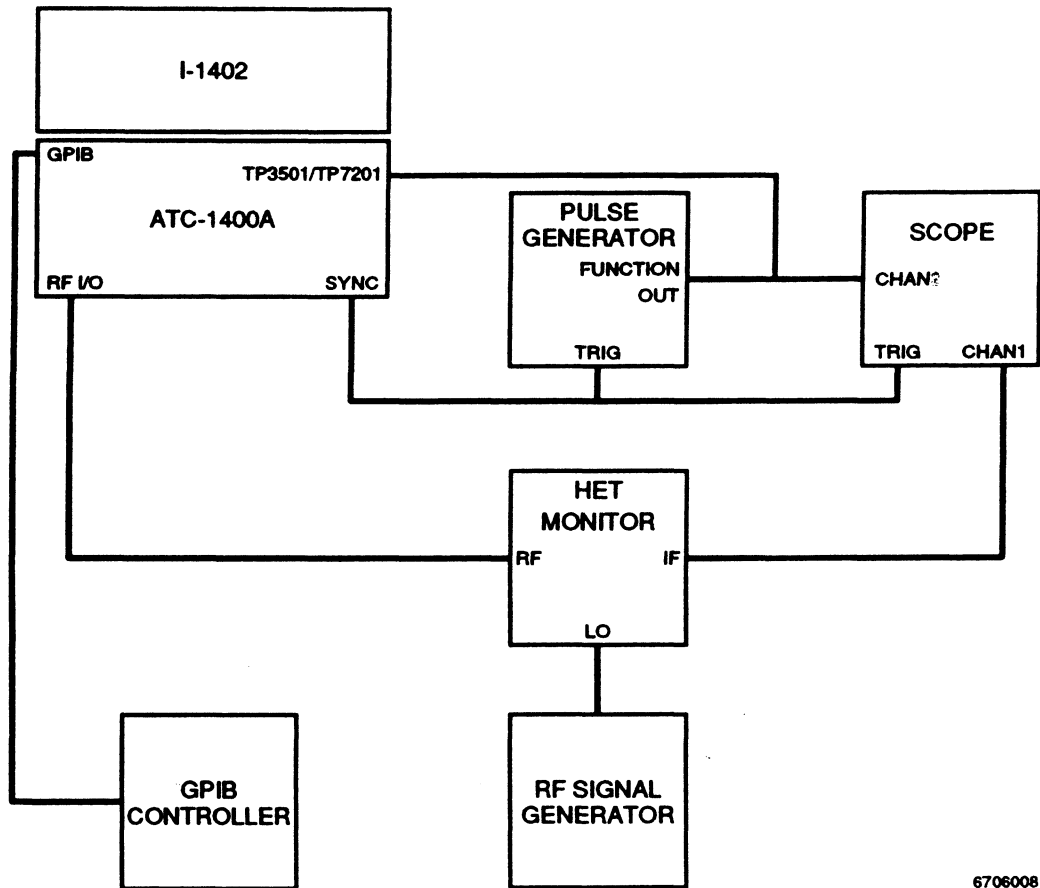 I-1402
GPIB
TP3501/TP7201
ATC-1400A
RF I/O
SYNC
PULSE
GENERATOR
FUNCTION
OUT
TRIG
SCOPE
CHAN2
TRIG
CHAN1
HET
MONITOR
RF
IF
LO
GPIB
CONTROLLER
RF SIGNAL
GENERATOR
6706008